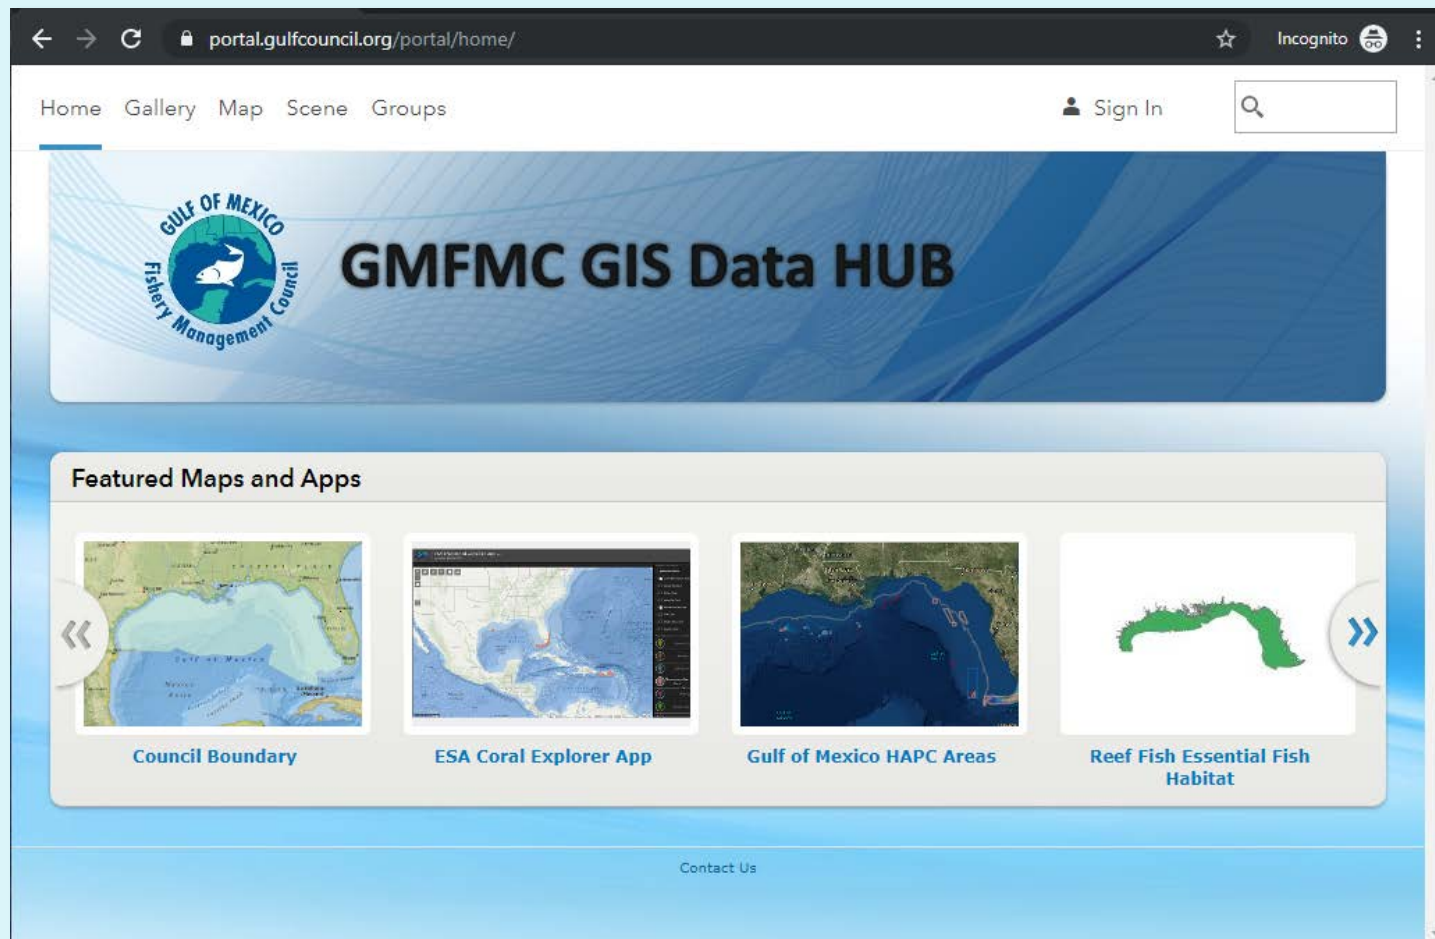 portal.gulfcouncil.org/portal/home/
Incognito
Home Gallery Map Scene Groups
Sign In
GULF OF MEXICO
Fishery Management Council
GMFMC GIS Data HUB
Featured Maps and Apps
Council Boundary
ESA Coral Explorer App
Gulf of Mexico HAPC Areas
Reef Fish Essential Fish
Habitat
Contact Us